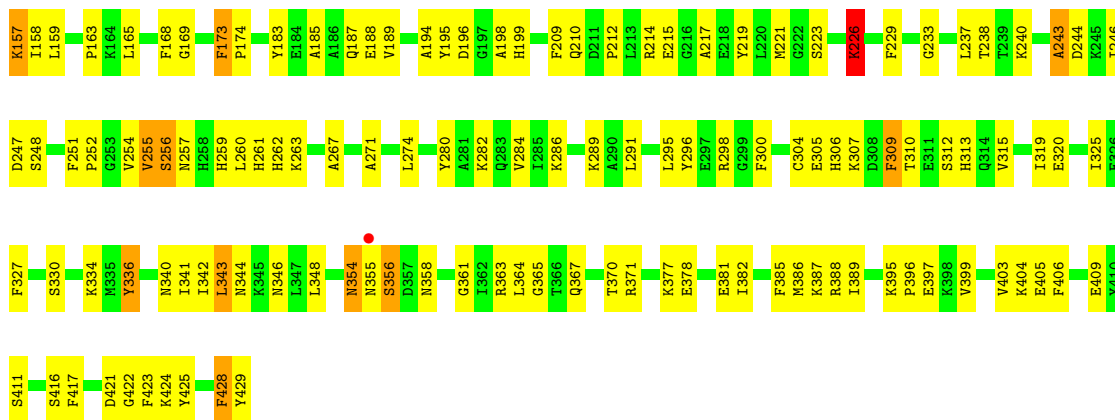 K157 I158 L159 P163 K164 L165 F168 G169 F173 P174 Y183 E184 A185 A186 Q187 E188 V189 A194 Y195 D196 G197 A198 H199 F209 Q210 D211 P212 L213 R214 E215 G216 A217 E218 Y219 L220 M221 G222 S223 K226 F229 G233 L237 T238 T239 K240 A243 D244 K245
D247 S248 F251 P252 G253 V254 V255 S256 N257 H258 H259 L260 H261 H262 K263 A267 A271 L274 Y280 A281 K282 Q283 V284 I285 K286 K289 A290 L291 L295 Y296 E297 R298 G299 F300 C304 E305 H306 K307 D308 F309 T310 E311 S312 H313 Q314 V315 I319 E320 I325
F327 S330 K334 M335 Y336 N340 I341 I342 L343 N344 K345 N346 L347 L348 N354 N355 S356 D357 N358 G361 I362 R363 L364 G365 T366 Q367 T370 R371 K377 E378 E381 I382 F385 M386 K387 R388 I389 K395 P396 E397 K398 V399 V403 K404 E405 F406 E409
S411 S416 F417 D421 G422 F423 K424 Y425 F428 Y429